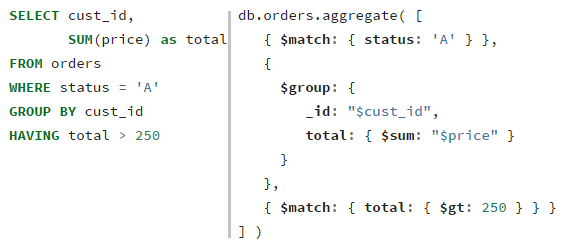 SELECT cust_id,
       SUM(price) as total
FROM orders
WHERE status = 'A'
GROUP BY cust_id
HAVING total > 250
db.orders.aggregate( [
   { $match: { status: 'A' } },
   {
     $group: {
        _id: "$cust_id",
        total: { $sum: "$price" }
     }
   },
   { $match: { total: { $gt: 250 } } }
] )